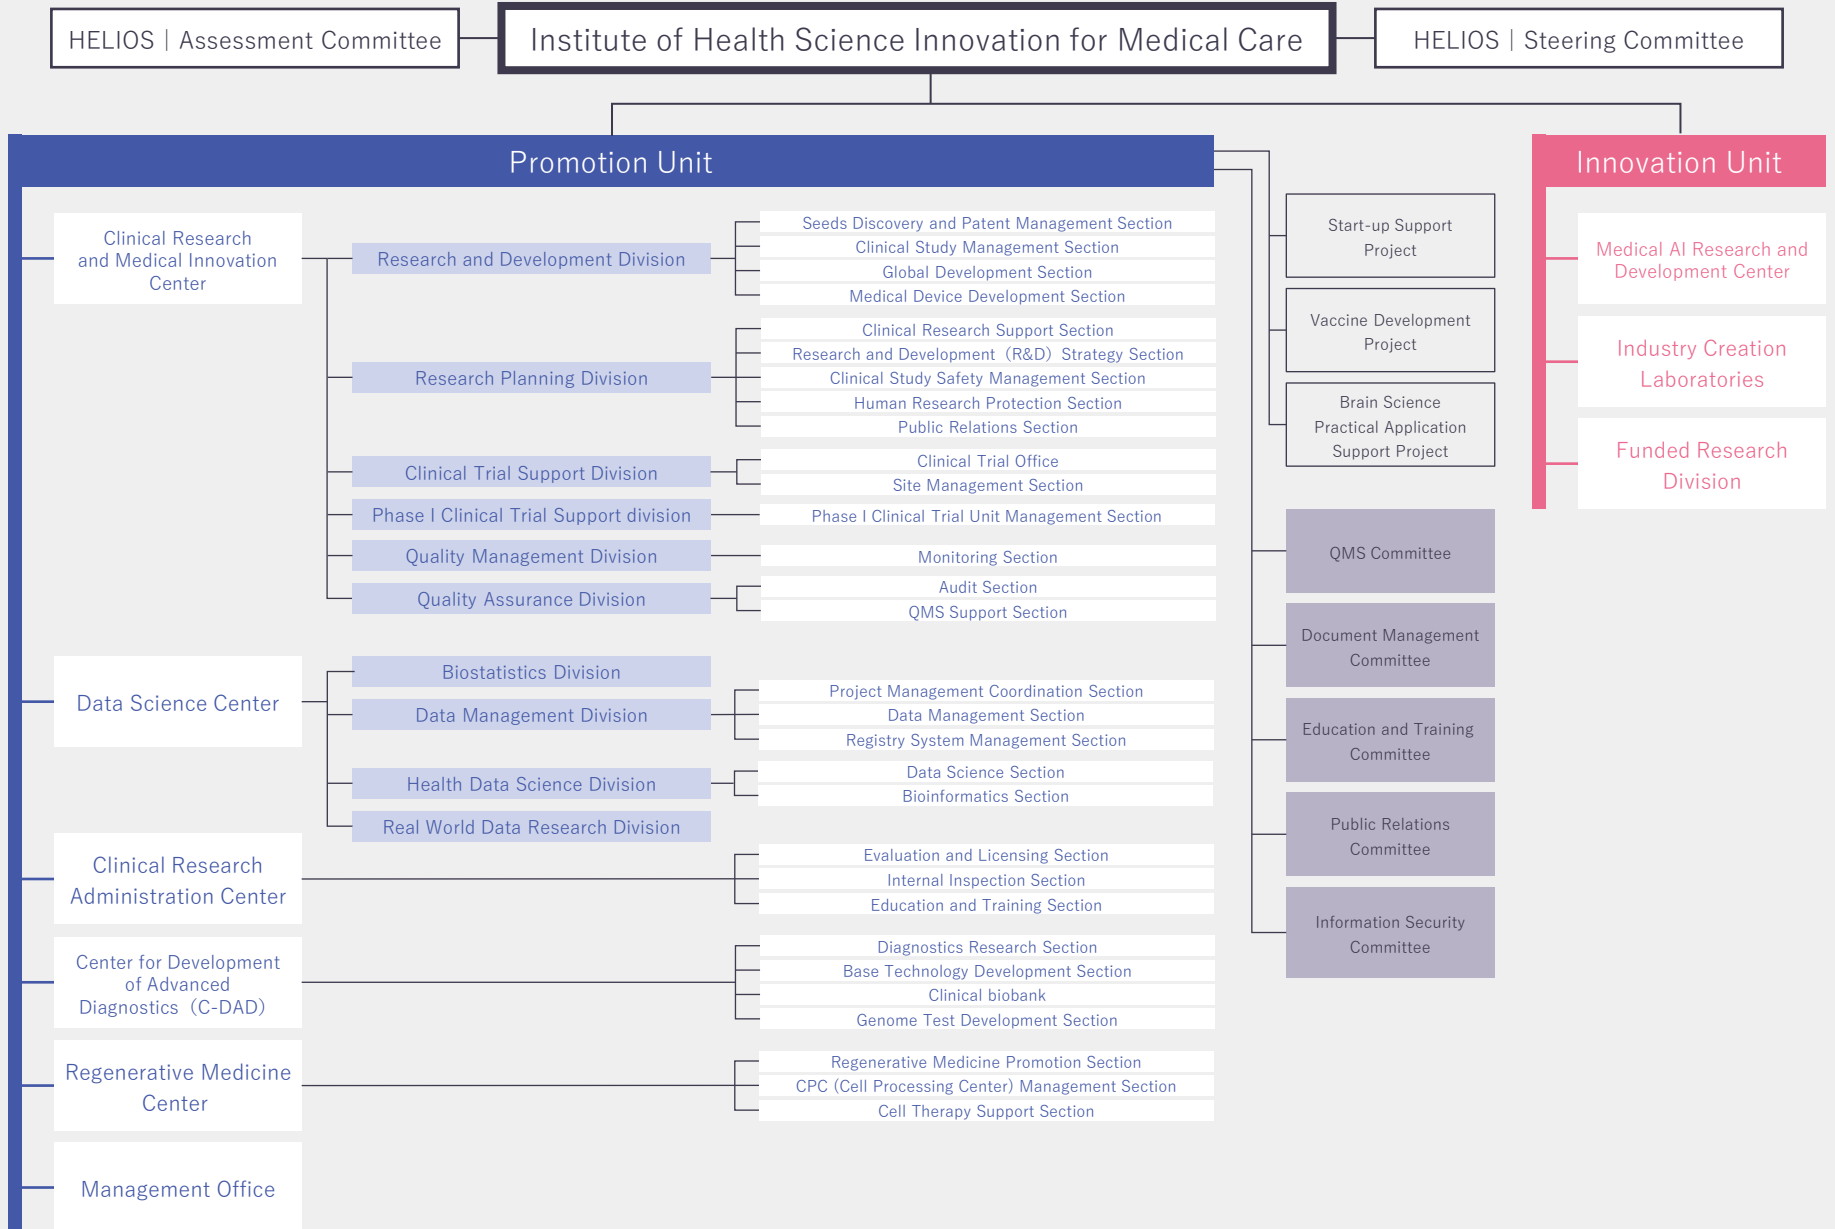 HELIOS | Assessment Committee
Institute of Health Science Innovation for Medical Care
HELIOS | Steering Committee
Promotion Unit
Clinical Research
and Medical Innovation
Center
Research and Development Division
Seeds Discovery and Patent Management Section
Clinical Study Management Section
Global Development Section
Medical Device Development Section
Research Planning Division
Clinical Research Support Section
Research and Development（R&D）Strategy Section
Clinical Study Safety Management Section
Human Research Protection Section
Public Relations Section
Clinical Trial Support Division
Clinical Trial Office
Site Management Section
Phase I Clinical Trial Support division
Phase I Clinical Trial Unit Management Section
Quality Management Division
Monitoring Section
Quality Assurance Division
Audit Section
QMS Support Section
Data Science Center
Biostatistics Division
Data Management Division
Project Management Coordination Section
Data Management Section
Registry System Management Section
Health Data Science Division
Data Science Section
Bioinformatics Section
Real World Data Research Division
Clinical Research
Administration Center
Evaluation and Licensing Section
Internal Inspection Section
Education and Training Section
Center for Development
of Advanced
Diagnostics（C-DAD）
Diagnostics Research Section
Base Technology Development Section
Clinical biobank
Genome Test Development Section
Regenerative Medicine
Center
Regenerative Medicine Promotion Section
CPC (Cell Processing Center) Management Section
Cell Therapy Support Section
Management Office
Start-up Support
Project
Vaccine Development
Project
Brain Science
Practical Application
Support Project
QMS Committee
Document Management
Committee
Education and Training
Committee
Public Relations
Committee
Information Security
Committee
Innovation Unit
Medical AI Research and
Development Center
Industry Creation
Laboratories
Funded Research
Division